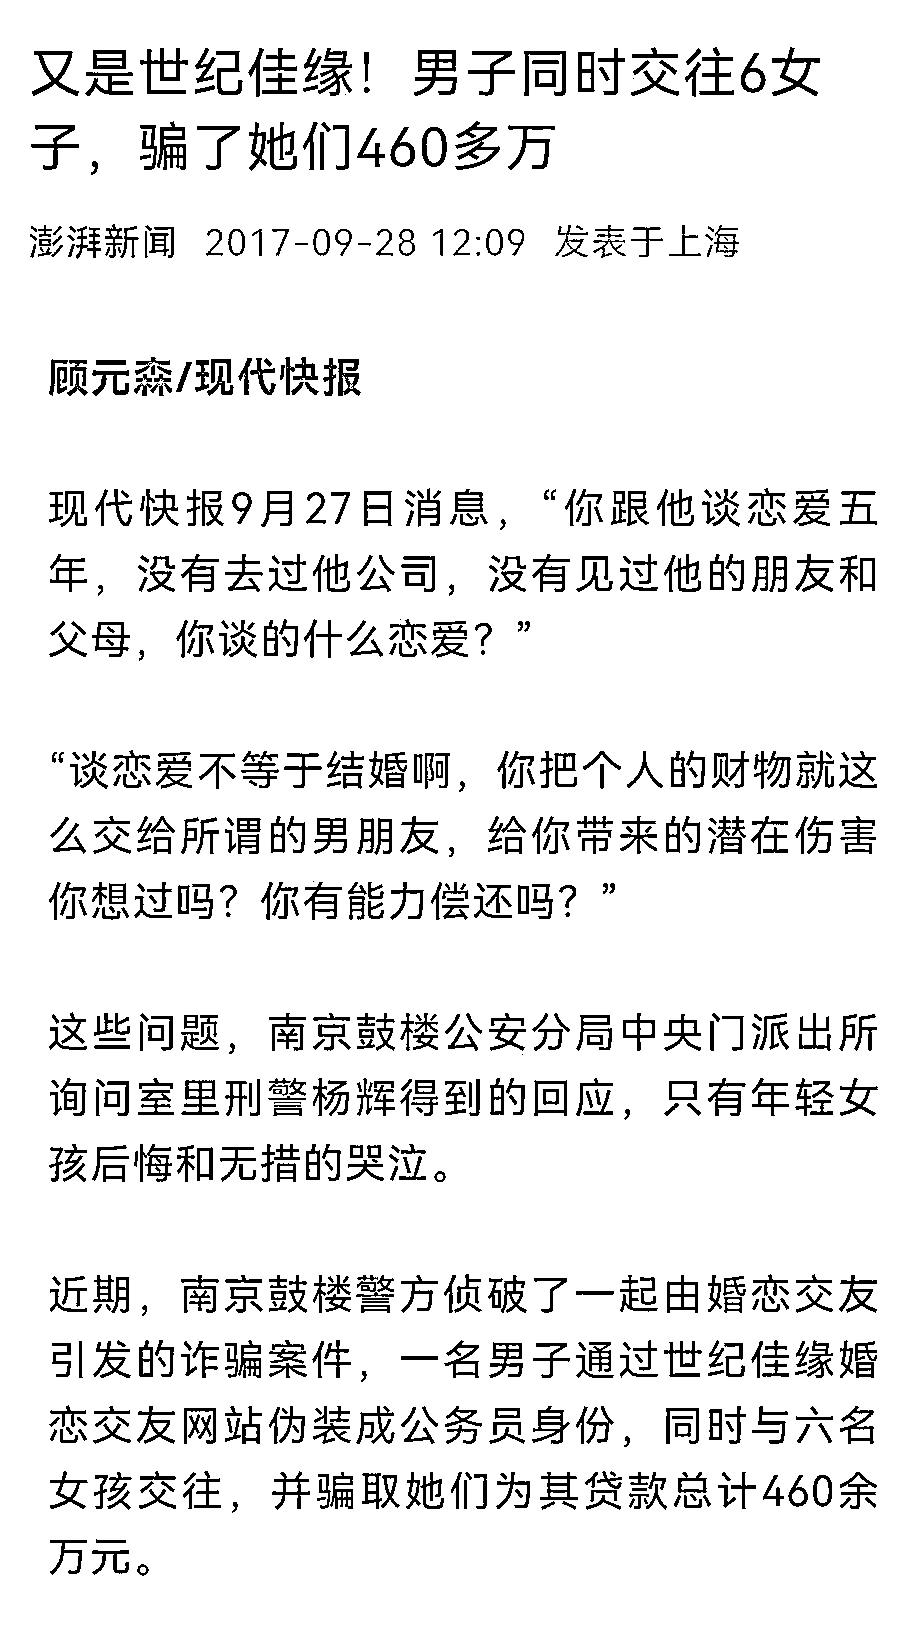 又是世纪佳缘！男子同时交往6女
子，骗了她们460多万
澎湃新闻 2017-09-28 12:09 发表于上海
顾元森/现代快报
现代快报9月27日消息，“你跟他谈恋爱五
年，没有去过他公司，没有见过他的朋友和
父母，你谈的什么恋爱？”
“谈恋爱不等于结婚啊，你把个人的财物就这
么交给所谓的男朋友，给你带来的潜在伤害
你想过吗？你有能力偿还吗？”
这些问题，南京鼓楼公安分局中央门派出所
询问室里刑警杨辉得到的回应，只有年轻女
孩后悔和无措的哭泣。
近期，南京鼓楼警方侦破了一起由婚恋交友
引发的诈骗案件，一名男子通过世纪佳缘婚
恋交友网站伪装成公务员身份，同时与六名
女孩交往，并骗取她们为其贷款总计460余
万元。